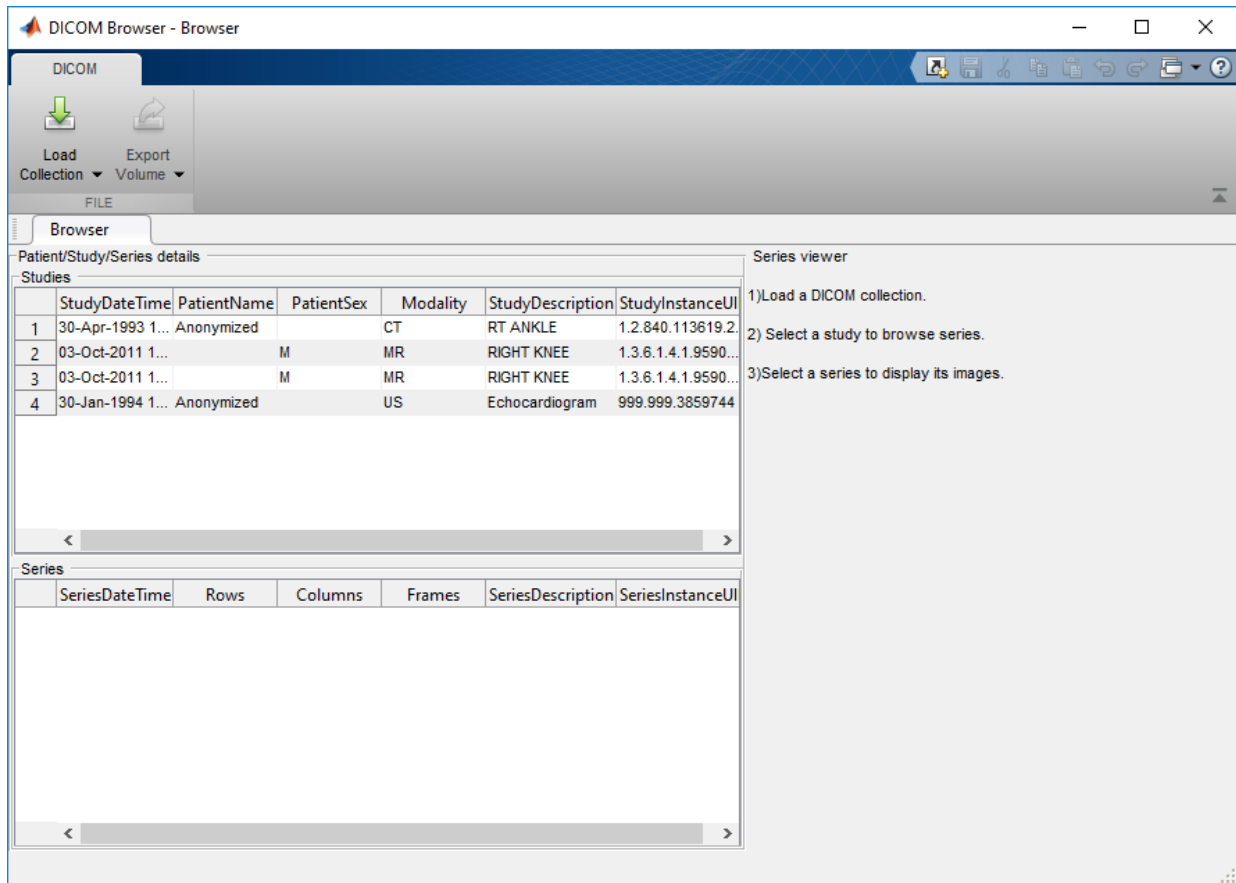 DICOM Browser - Browser
DICOM
Load Collection
Export Volume
FILE
Browser
Patient/Study/Series details
Studies
StudyDateTime PatientName PatientSex Modality StudyDescription StudyInstanceUI
1 30-Apr-1993 1... Anonymized CT RT ANKLE 1.2.840.113619.2.
2 03-Oct-2011 1... M MR RIGHT KNEE 1.3.6.1.4.1.9590...
3 03-Oct-2011 1... M MR RIGHT KNEE 1.3.6.1.4.1.9590...
4 30-Jan-1994 1... Anonymized US Echocardiogram 999.999.3859744
Series
SeriesDateTime Rows Columns Frames SeriesDescription SeriesInstanceUI
Series viewer
1)Load a DICOM collection.
2) Select a study to browse series.
3)Select a series to display its images.